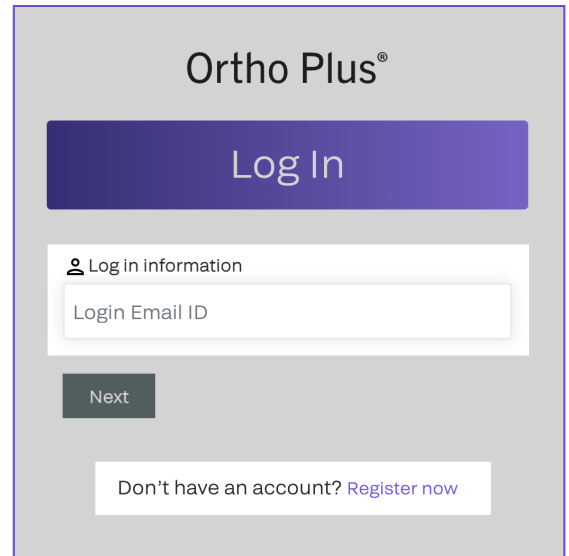 Ortho Plus®
Log In
Log in information
Login Email ID
Next
Don’t have an account? Register now